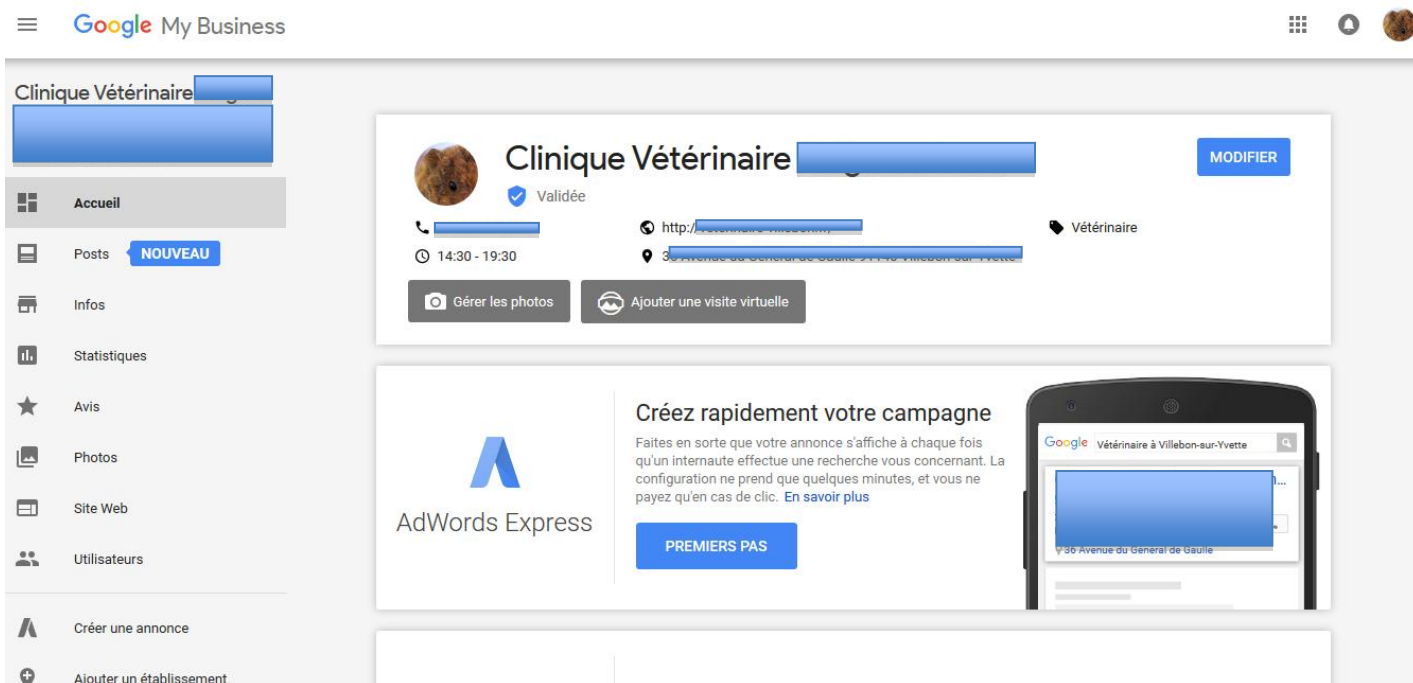 Google My Business
Clinique Vétérinaire
Accueil
Posts NOUVEAU
Infos
Statistiques
Avis
Photos
Site Web
Utilisateurs
Créer une annonce
Ajouter un établissement
Clinique Vétérinaire
MODIFIER
Validée
http:/
Vétérinaire
14:30 - 19:30
Gérer les photos
Ajouter une visite virtuelle
AdWords Express
Créez rapidement votre campagne
Faites en sorte que votre annonce s'affiche à chaque fois
qu'un internaute effectue une recherche vous concernant. La
configuration ne prend que quelques minutes, et vous ne
payez qu'en cas de clic. En savoir plus
PREMIERS PAS
Google Vétérinaire à Villebon-sur-Yvette
36 Avenue du Général de Gaulle